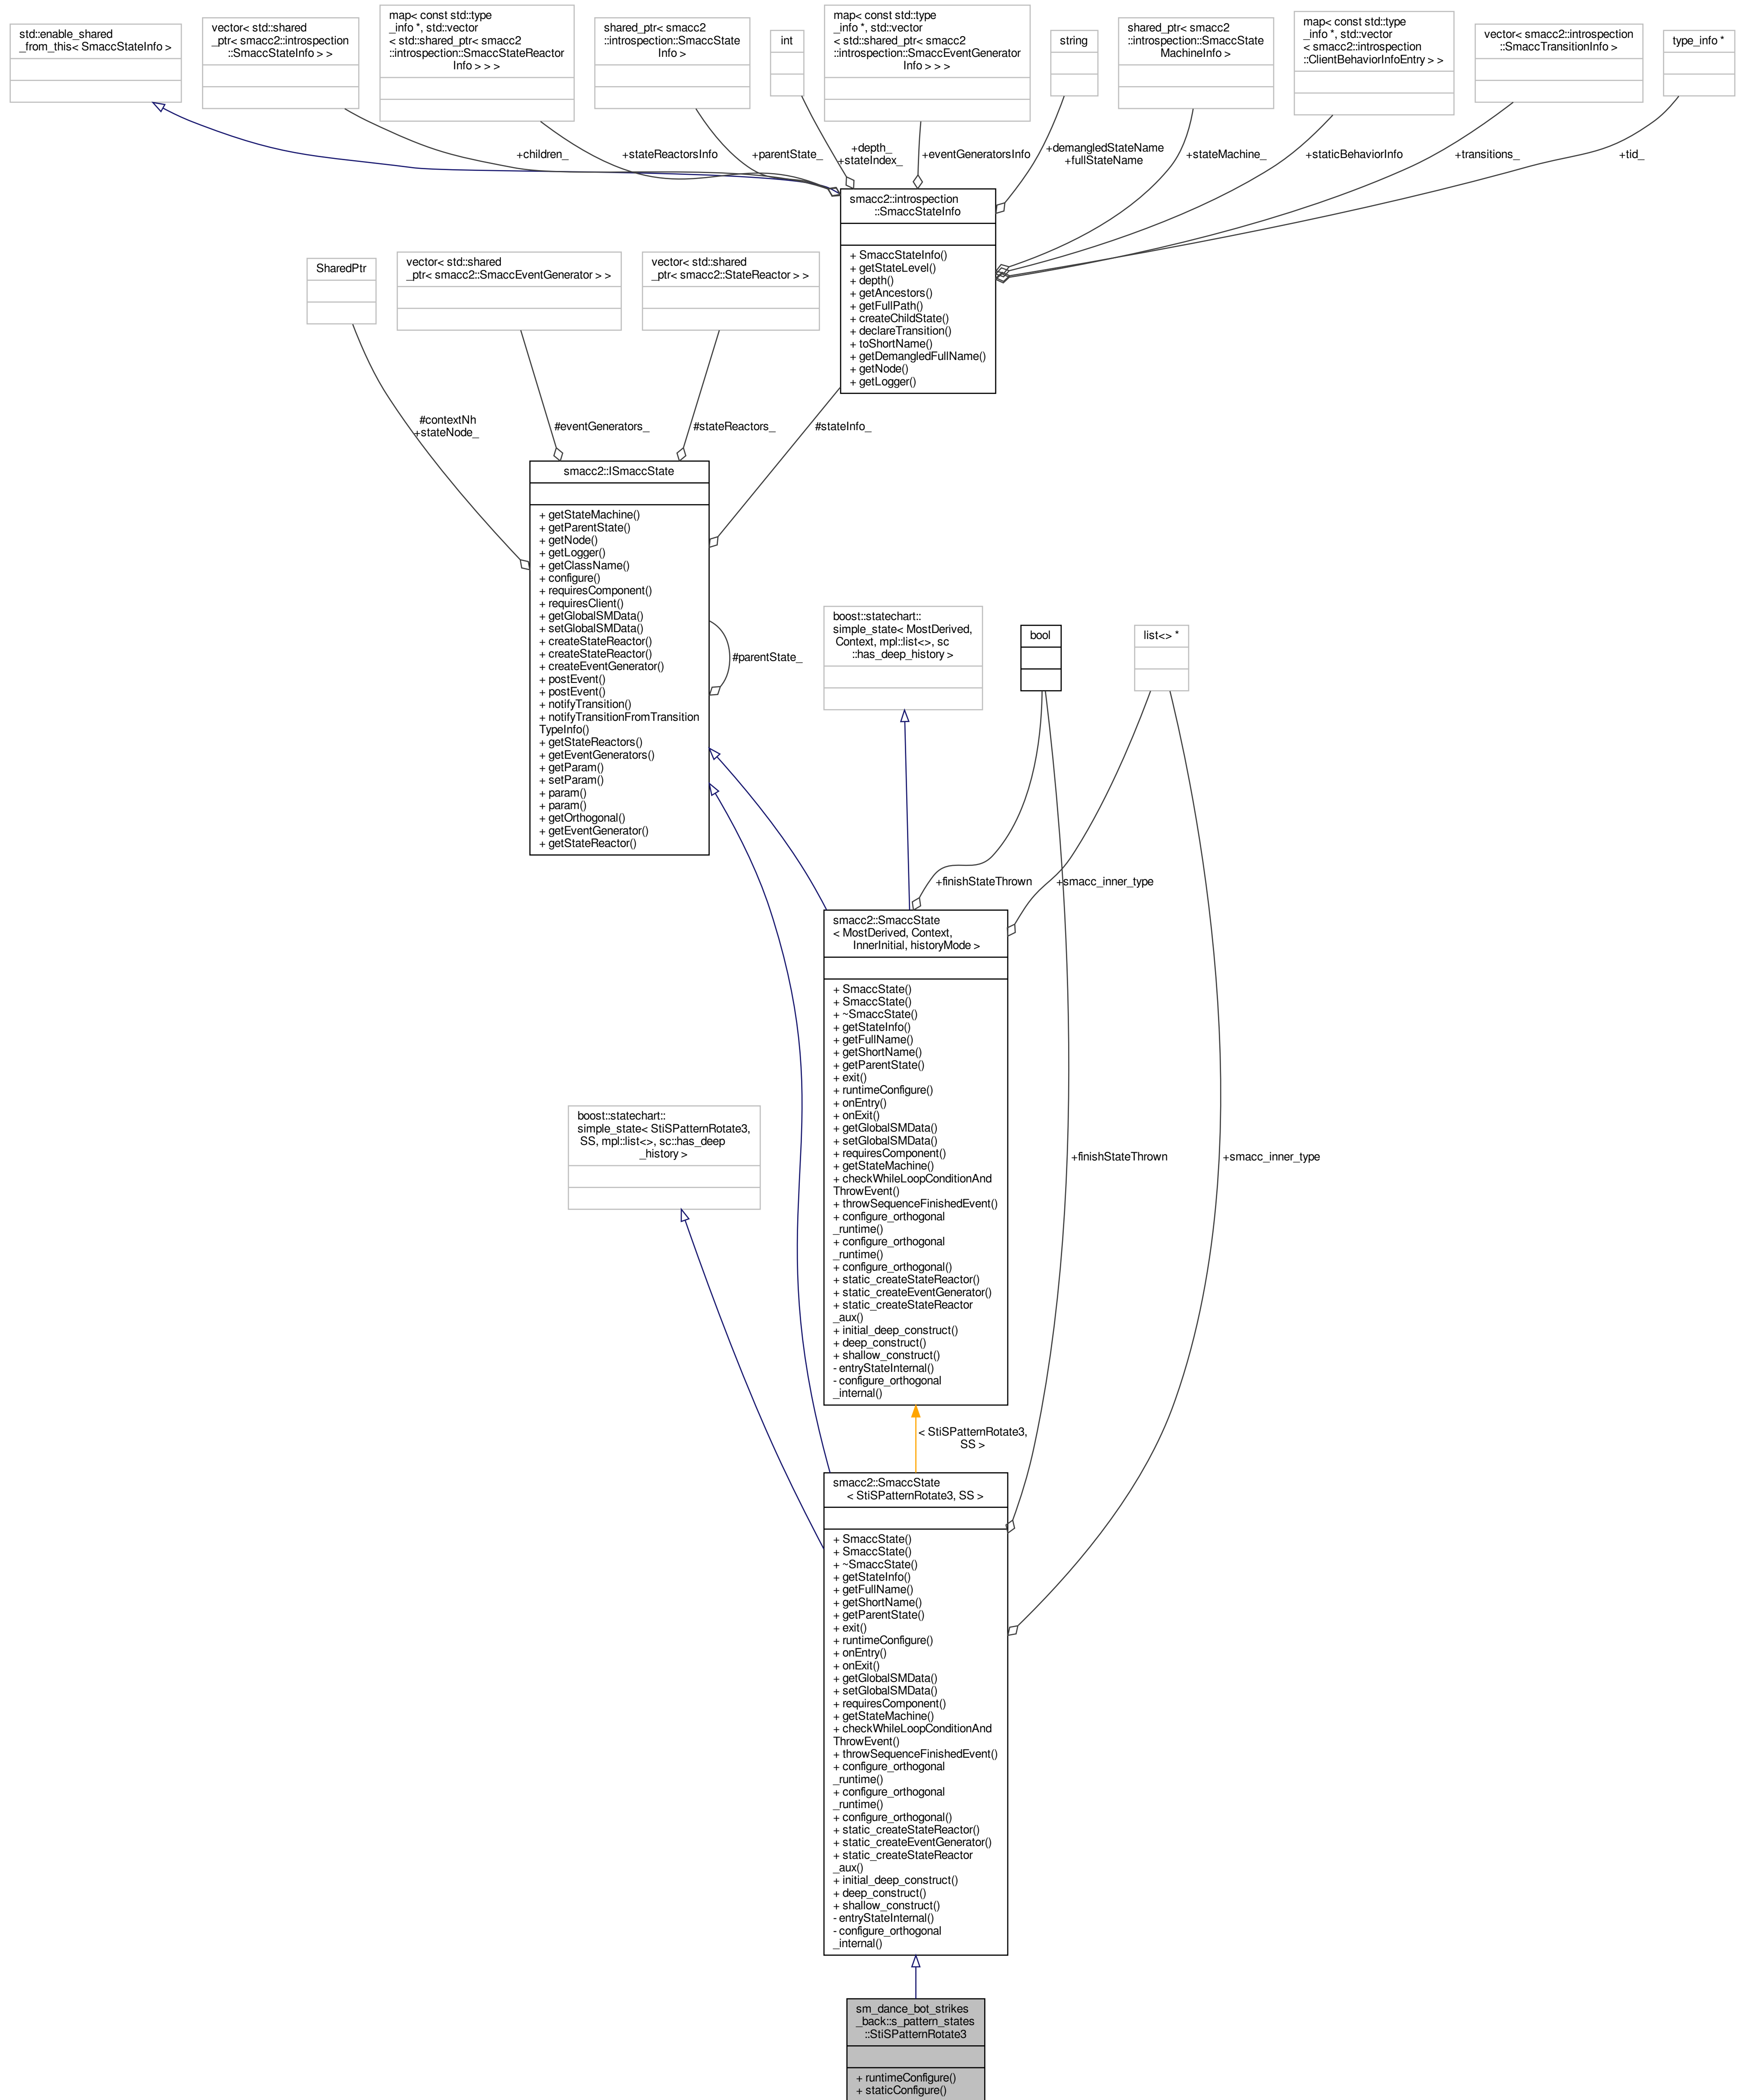 std::enable_shared
_from_this< SmaccStateInfo >
vector< std::shared
_ptr< smacc2::introspection
::SmaccStateInfo > >
map< const std::type
_info *, std::vector
< std::shared_ptr< smacc2
::introspection::SmaccStateReactor
Info > > >
shared_ptr< smacc2
::introspection::SmaccState
Info >
int
map< const std::type
_info *, std::vector
< std::shared_ptr< smacc2
::introspection::SmaccEventGenerator
Info > > >
string
shared_ptr< smacc2
::introspection::SmaccState
MachineInfo >
map< const std::type
_info *, std::vector
< smacc2::introspection
::ClientBehaviorInfoEntry > >
vector< smacc2::introspection
::SmaccTransitionInfo >
type_info *
+children_
+stateReactorsInfo
+parentState_
+depth_
+stateIndex_
+eventGeneratorsInfo
+demangledStateName
+fullStateName
+stateMachine_
+staticBehaviorInfo
+transitions_
+tid_
smacc2::introspection
::SmaccStateInfo
+ SmaccStateInfo()
+ getStateLevel()
+ depth()
+ getAncestors()
+ getFullPath()
+ createChildState()
+ declareTransition()
+ toShortName()
+ getDemangledFullName()
+ getNode()
+ getLogger()
SharedPtr
vector< std::shared
_ptr< smacc2::SmaccEventGenerator > >
vector< std::shared
_ptr< smacc2::StateReactor > >
#contextNh
+stateNode_
#eventGenerators_
#stateReactors_
#stateInfo_
smacc2::ISmaccState
+ getStateMachine()
+ getParentState()
+ getNode()
+ getLogger()
+ getClassName()
+ configure()
+ requiresComponent()
+ requiresClient()
+ getGlobalSMData()
+ setGlobalSMData()
+ createStateReactor()
+ createStateReactor()
+ createEventGenerator()
+ postEvent()
+ postEvent()
+ notifyTransition()
+ notifyTransitionFromTransition
TypeInfo()
+ getStateReactors()
+ getEventGenerators()
+ getParam()
+ setParam()
+ param()
+ param()
+ getOrthogonal()
+ getEventGenerator()
+ getStateReactor()
#parentState_
boost::statechart::
simple_state< MostDerived,
Context, mpl::list<>, sc
::has_deep_history >
bool
list<> *
+finishStateThrown
+smacc_inner_type
smacc2::SmaccState
< MostDerived, Context,
InnerInitial, historyMode >
+ SmaccState()
+ SmaccState()
+ ~SmaccState()
+ getStateInfo()
+ getFullName()
+ getShortName()
+ getParentState()
+ exit()
+ runtimeConfigure()
+ onEntry()
+ onExit()
+ getGlobalSMData()
+ setGlobalSMData()
+ requiresComponent()
+ getStateMachine()
+ checkWhileLoopConditionAnd
ThrowEvent()
+ throwSequenceFinishedEvent()
+ configure_orthogonal
_runtime()
+ configure_orthogonal
_runtime()
+ configure_orthogonal()
+ static_createStateReactor()
+ static_createEventGenerator()
+ static_createStateReactor
_aux()
+ initial_deep_construct()
+ deep_construct()
+ shallow_construct()
- entryStateInternal()
- configure_orthogonal
_internal()
boost::statechart::
simple_state< StiSPatternRotate3,
SS, mpl::list<>, sc::has_deep
_history >
+finishStateThrown
+smacc_inner_type
< StiSPatternRotate3,
SS >
smacc2::SmaccState
< StiSPatternRotate3, SS >
+ SmaccState()
+ SmaccState()
+ ~SmaccState()
+ getStateInfo()
+ getFullName()
+ getShortName()
+ getParentState()
+ exit()
+ runtimeConfigure()
+ onEntry()
+ onExit()
+ getGlobalSMData()
+ setGlobalSMData()
+ requiresComponent()
+ getStateMachine()
+ checkWhileLoopConditionAnd
ThrowEvent()
+ throwSequenceFinishedEvent()
+ configure_orthogonal
_runtime()
+ configure_orthogonal
_runtime()
+ configure_orthogonal()
+ static_createStateReactor()
+ static_createEventGenerator()
+ static_createStateReactor
_aux()
+ initial_deep_construct()
+ deep_construct()
+ shallow_construct()
- entryStateInternal()
- configure_orthogonal
_internal()
sm_dance_bot_strikes
_back::s_pattern_states
::StiSPatternRotate3
+ runtimeConfigure()
+ staticConfigure()